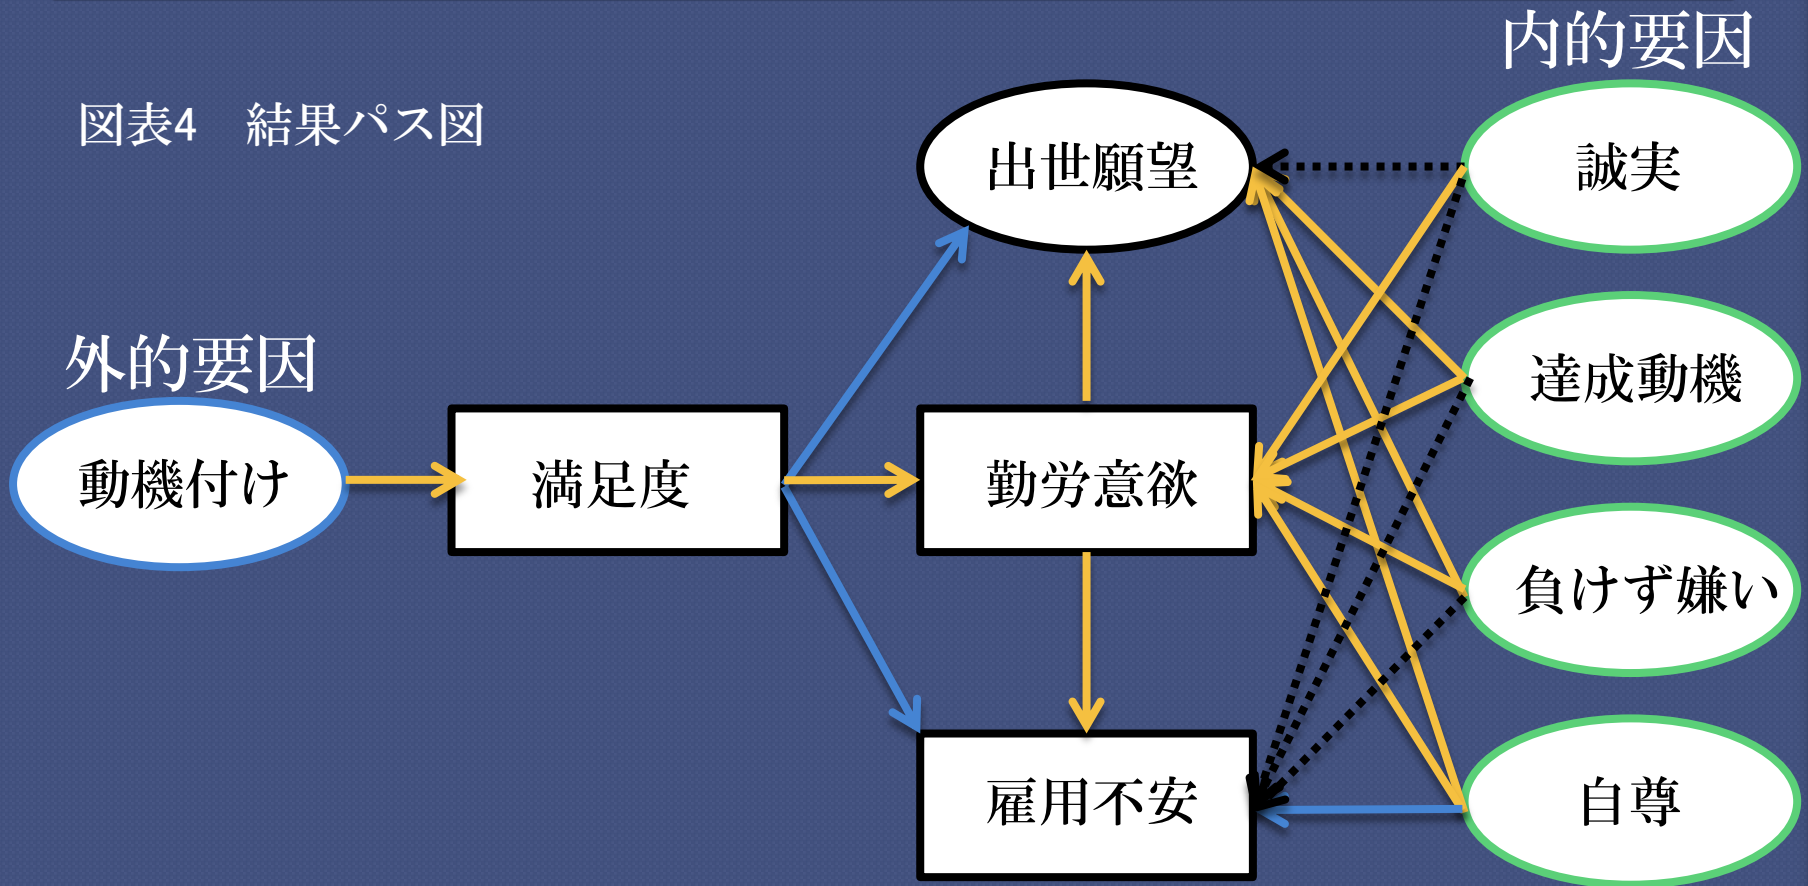 内的要因
図表4　結果パス図
出世願望
誠実
外的要因
達成動機
動機付け
満足度
勤労意欲
負けず嫌い
雇用不安
自尊